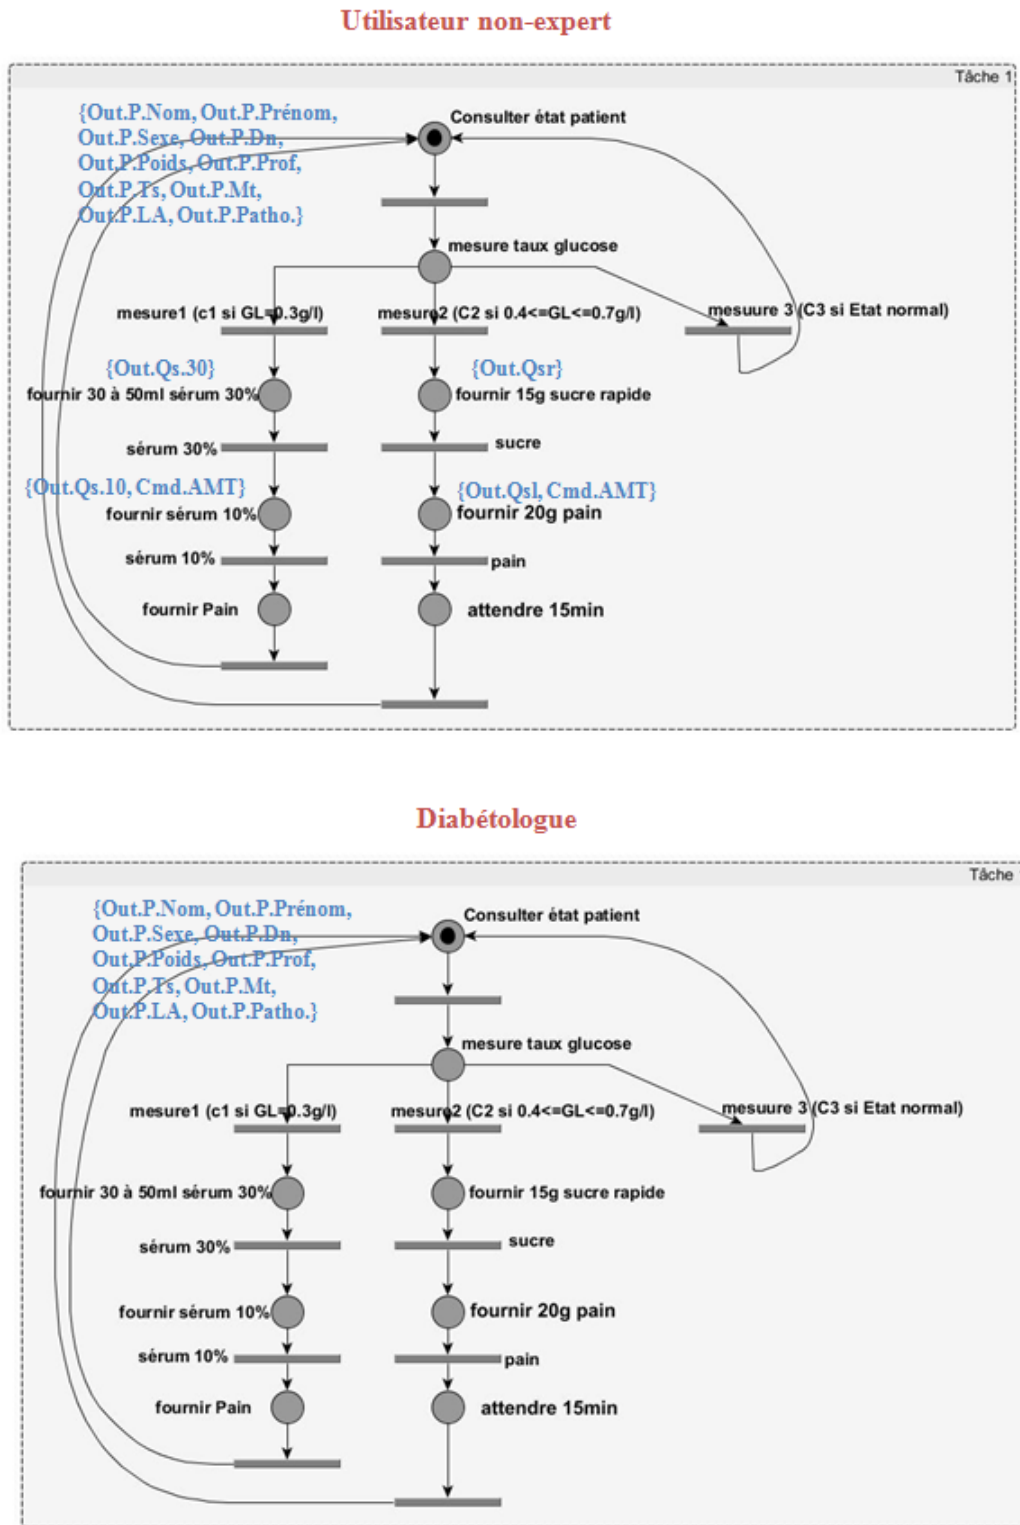 Utilisateur non-expert
Tâche 1
{Out.P.Nom, Out.P.Prénom,
Out.P.Sexe, Out.P.Dn,
Out.P.Poids, Out.P.Prof,
Out.P.Ts, Out.P.Mt,
Out.P.LA, Out.P.Patho.}
Consulter état patient
mesure taux glucose
mesure1 (c1 si GL=0.3g/l)
mesure2 (C2 si 0.4<=GL<=0.7g/l)
mesuure 3 (C3 si Etat normal)
{Out.Qs.30}
{Out.Qsr}
fournir 30 à 50ml sérum 30%
fournir 15g sucre rapide
sérum 30%
sucre
{Out.Qs.10, Cmd.AMT}
{Out.Qsl, Cmd.AMT}
fournir sérum 10%
fournir 20g pain
sérum 10%
pain
fournir Pain
attendre 15min
Diabétologue
Tâche
{Out.P.Nom, Out.P.Prénom,
Out.P.Sexe, Out.P.Dn,
Out.P.Poids, Out.P.Prof,
Out.P.Ts, Out.P.Mt,
Out.P.LA, Out.P.Patho.}
Consulter état patient
mesure taux glucose
mesure1 (c1 si GL=0.3g/l)
mesure2 (C2 si 0.4<=GL<=0.7g/l)
mesuure 3 (C3 si Etat normal)
fournir 30 à 50ml sérum 30%
fournir 15g sucre rapide
sérum 30%
sucre
fournir sérum 10%
fournir 20g pain
sérum 10%
pain
fournir Pain
attendre 15min